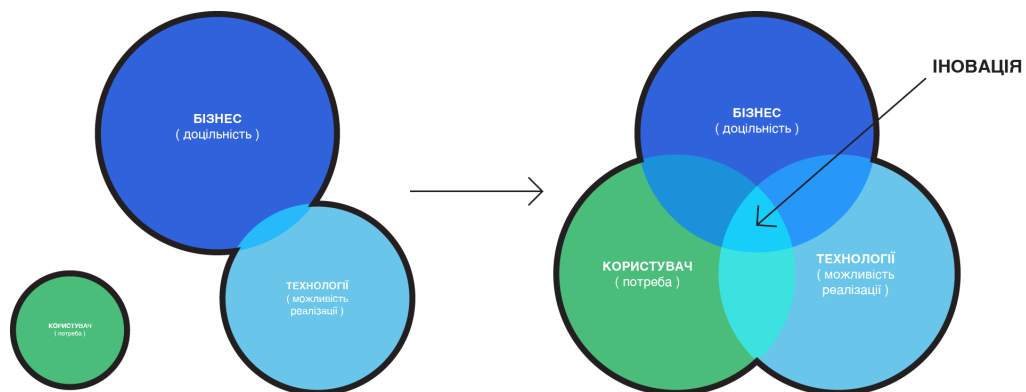 БІЗНЕС
( доцільність )
ТЕХНОЛОГІЇ
( можливість
реалізації )
КОРИСТУВАЧ
( потреба )
ІНОВАЦІЯ
БІЗНЕС
( доцільність )
КОРИСТУВАЧ
( потреба )
ТЕХНОЛОГІЇ
( можливість
реалізації )